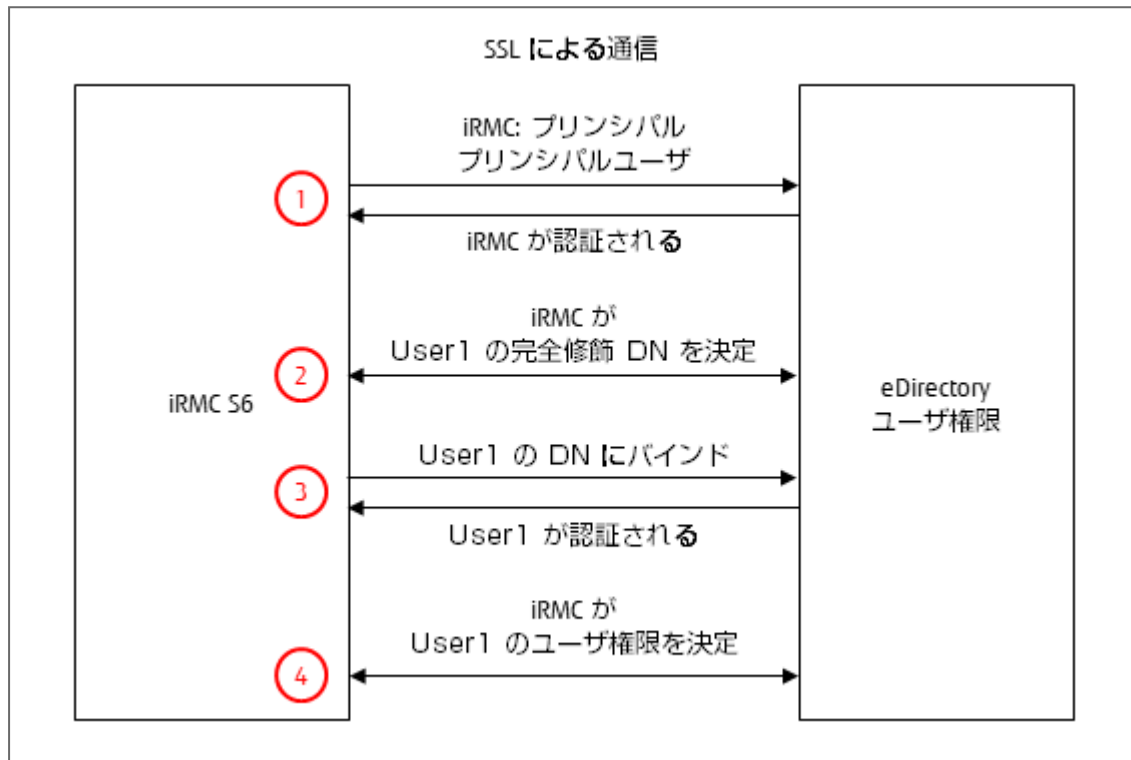 SSL による通信
iRMC: プリンシパル
プリンシパルユーザ
1
iRMC が認証される
iRMC が
User1 の完全修飾 DN を決定
2
iRMC S6
eDirectory
ユーザ権限
User1 の DN にバインド
3
User1 が認証される
iRMC が
User1 のユーザ権限を決定
4